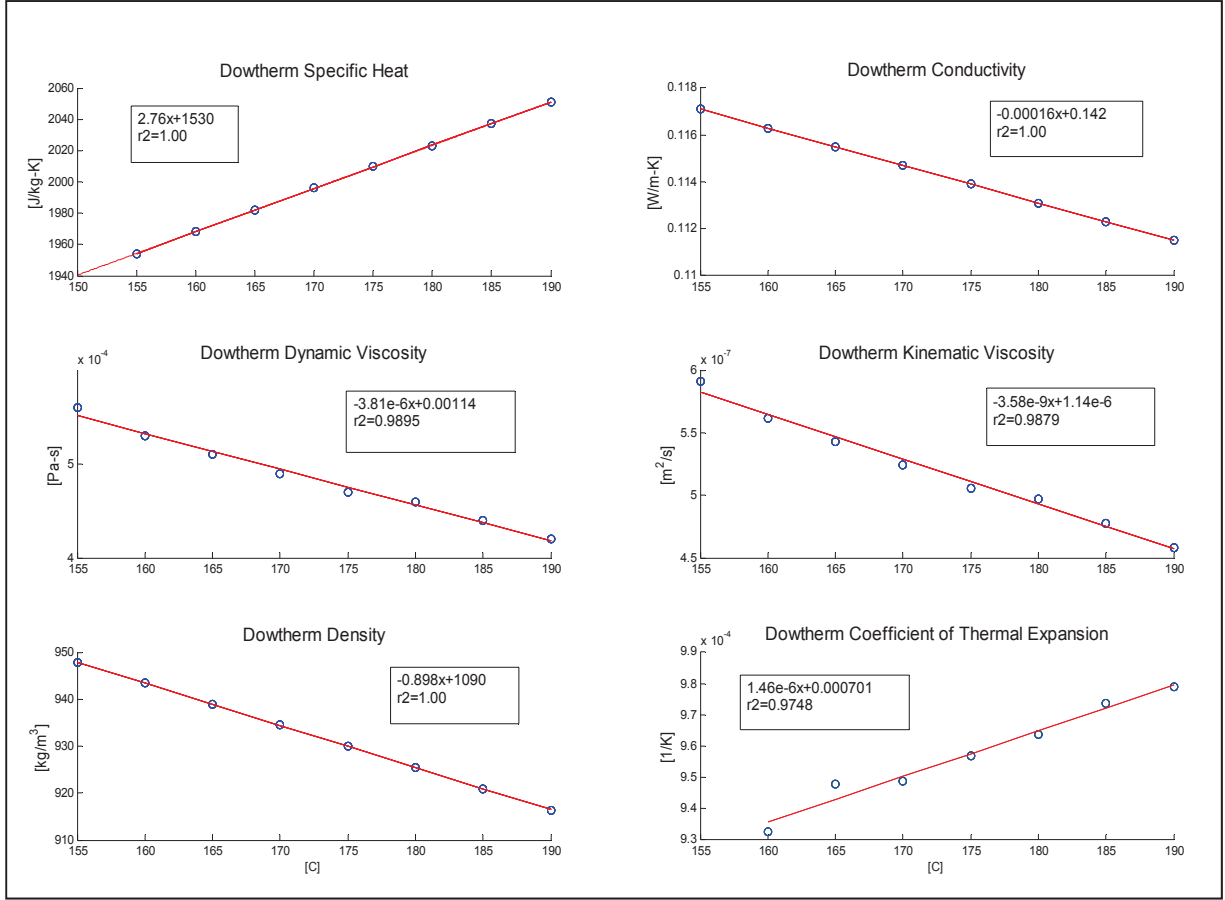 Dowtherm Specific Heat
2060
2040
2020
2000
1980
1960
1940
[J/kg-K]
2.76x+1530
r2=1.00
150 155 160 165 170 175 180 185 190
Dowtherm Conductivity
0.118
0.116
0.114
0.112
0.11
[W/m-K]
-0.00016x+0.142
r2=1.00
155 160 165 170 175 180 185 190
Dowtherm Dynamic Viscosity
x 10⁻⁴
5
4
[Pa-s]
-3.81e-6x+0.00114
r2=0.9895
155 160 165 170 175 180 185 190
Dowtherm Kinematic Viscosity
x 10⁻⁷
6
5.5
5
4.5
[m²/s]
-3.58e-9x+1.14e-6
r2=0.9879
155 160 165 170 175 180 185 190
Dowtherm Density
950
940
930
920
910
[kg/m³]
-0.898x+1090
r2=1.00
155 160 165 170 175 180 185 190
[C]
Dowtherm Coefficient of Thermal Expansion
x 10⁻⁴
9.9
9.8
9.7
9.6
9.5
9.4
9.3
[1/K]
1.46e-6x+0.000701
r2=0.9748
155 160 165 170 175 180 185 190
[C]